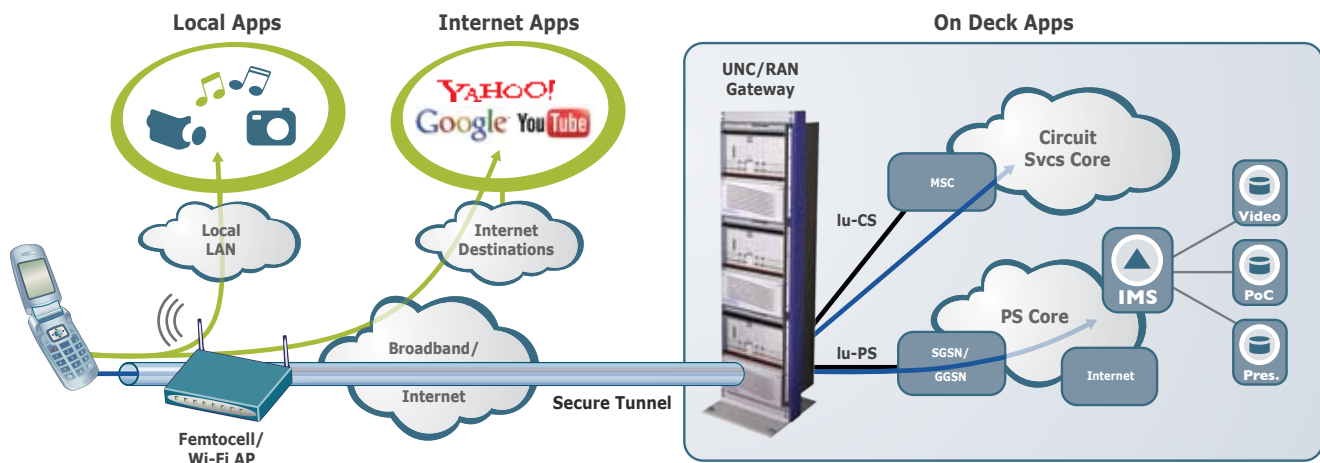 Local Apps
Internet Apps
On Deck Apps
YAHOO!
Google YouTube
UNC/RAN
Gateway
Circuit
Svcs Core
MSC
Video
Iu-CS
Local
LAN
Internet
Destinations
IMS
PoC
PS Core
Broadband/
Internet
Iu-PS
SGSN/
GGSN
Internet
Pres.
Secure Tunnel
Femtocell/
Wi-Fi AP